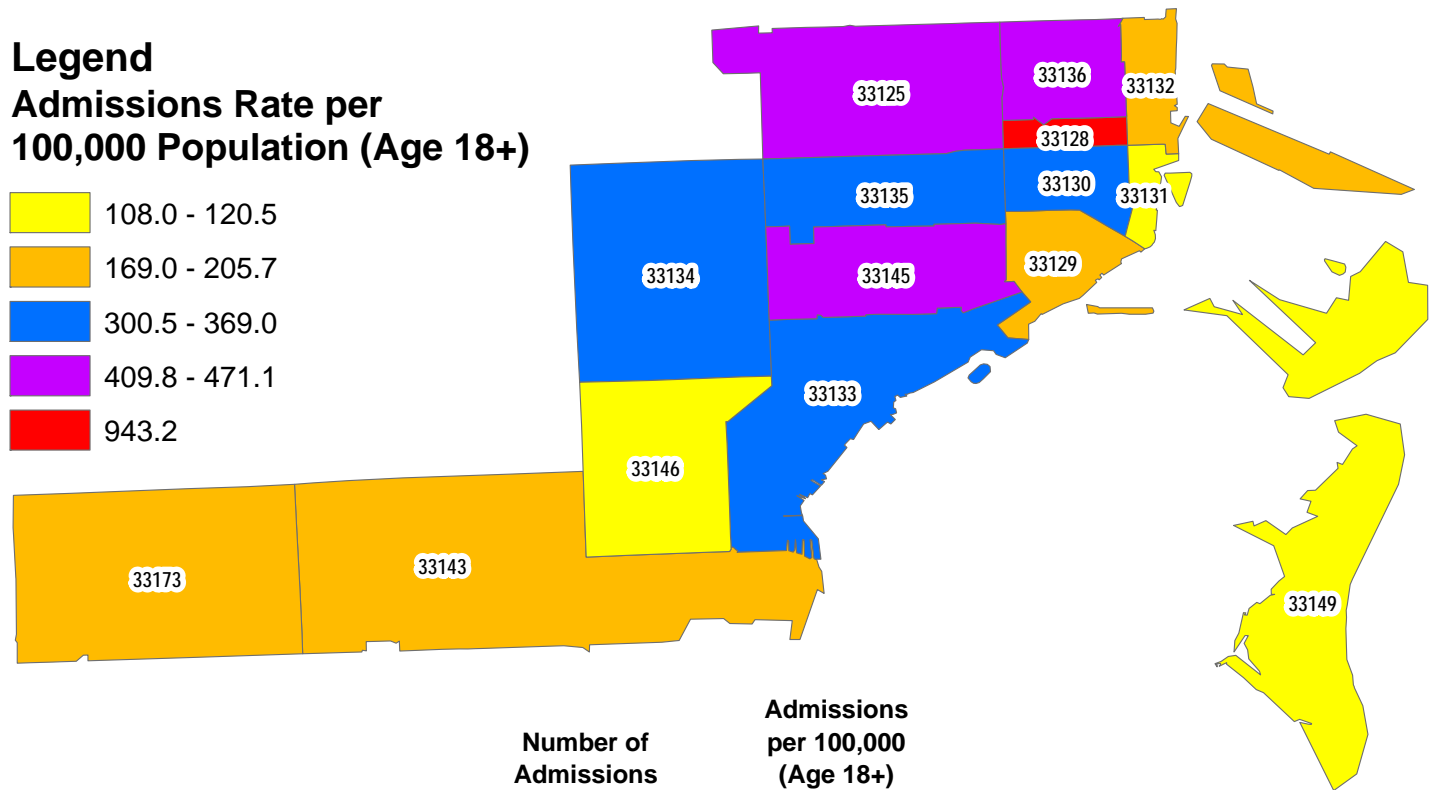 Legend
Admissions Rate per
100,000 Population (Age 18+)
108.0 - 120.5
169.0 - 205.7
300.5 - 369.0
409.8 - 471.1
943.2
33125
33136
33132
33128
33135
33130
33131
33134
33145
33129
33133
33146
33173
33143
33149
Number of
Admissions
Admissions
per 100,000
(Age 18+)